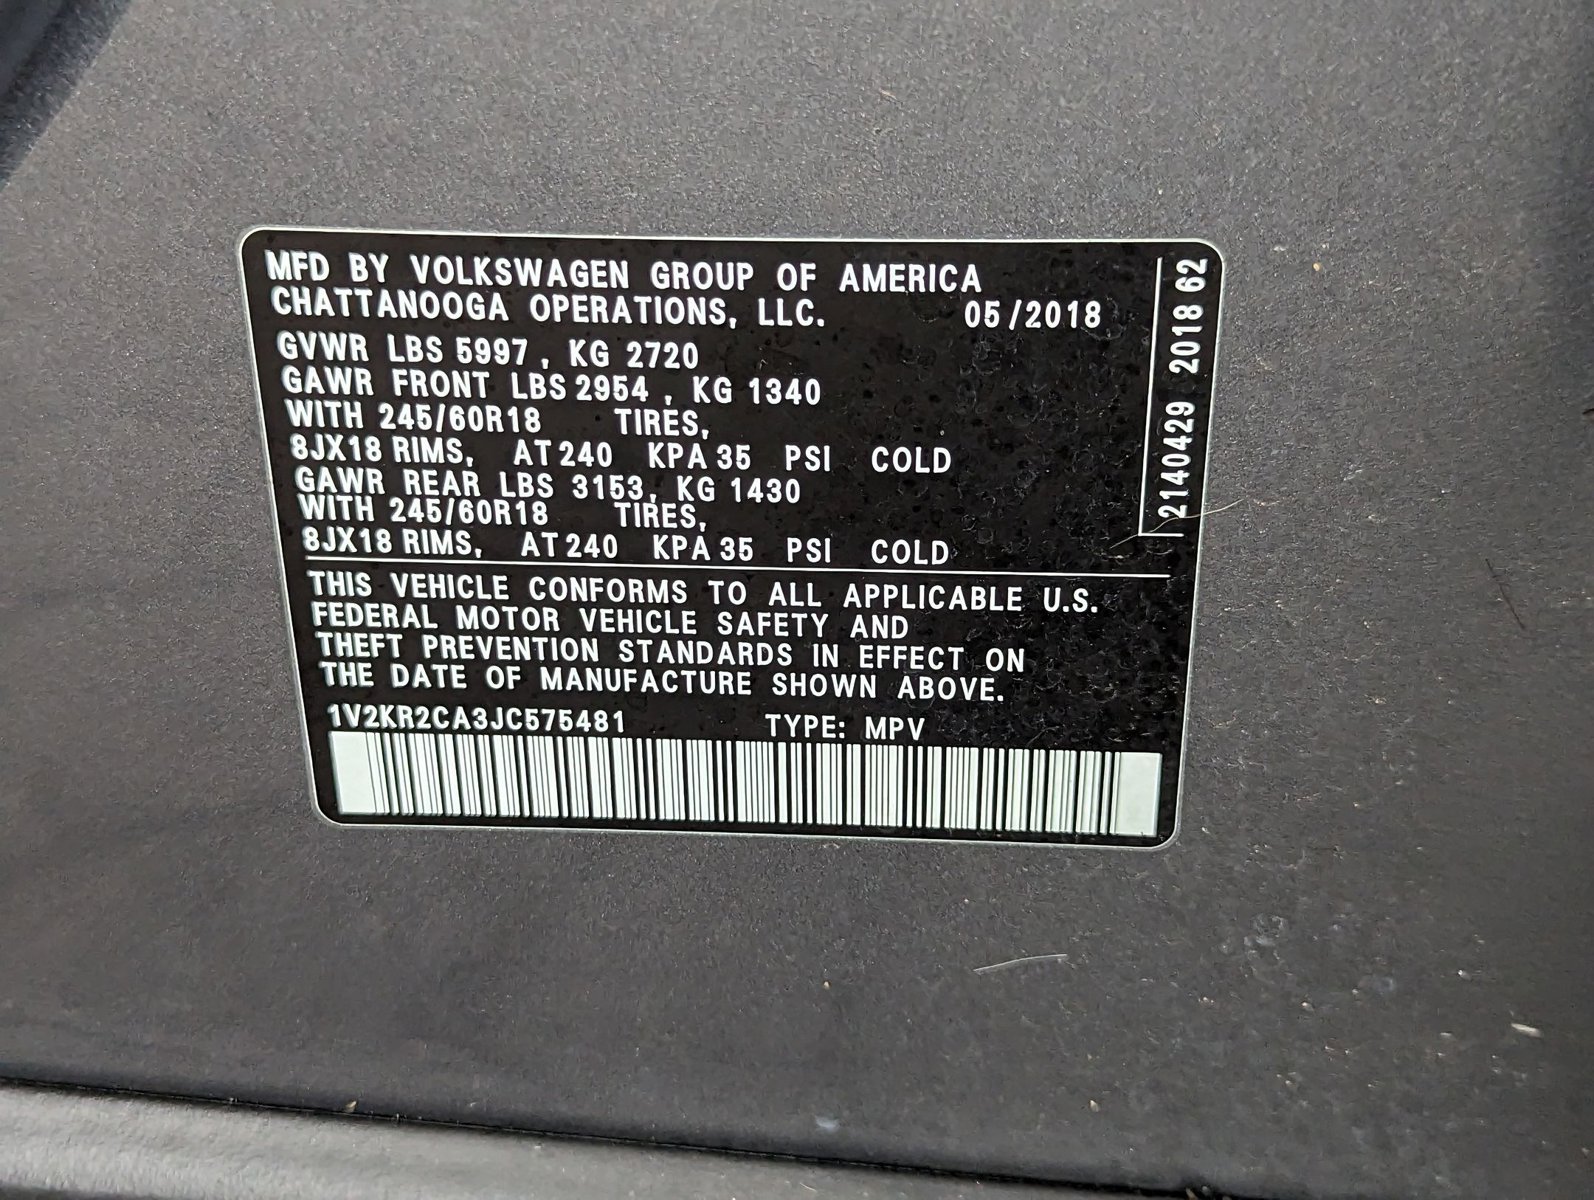 MFD BY VOLKSWAGEN GROUP OF AMERICA
CHATTANOOGA OPERATIONS, LLC. 05/2018
GVWR LBS 5997 , KG 2720
GAWR FRONT LBS 2954 , KG 1340
WITH 245/60R18 TIRES,
8JX18 RIMS, AT 240 KPA 35 PSI COLD
GAWR REAR LBS 3153, KG 1430
WITH 245/60R18 TIRES,
8JX18 RIMS, AT 240 KPA 35 PSI COLD
THIS VEHICLE CONFORMS TO ALL APPLICABLE U.S.
FEDERAL MOTOR VEHICLE SAFETY AND
THEFT PREVENTION STANDARDS IN EFFECT ON
THE DATE OF MANUFACTURE SHOWN ABOVE.
1V2KR2CA3JC575481 TYPE: MPV
2140429 2018 62